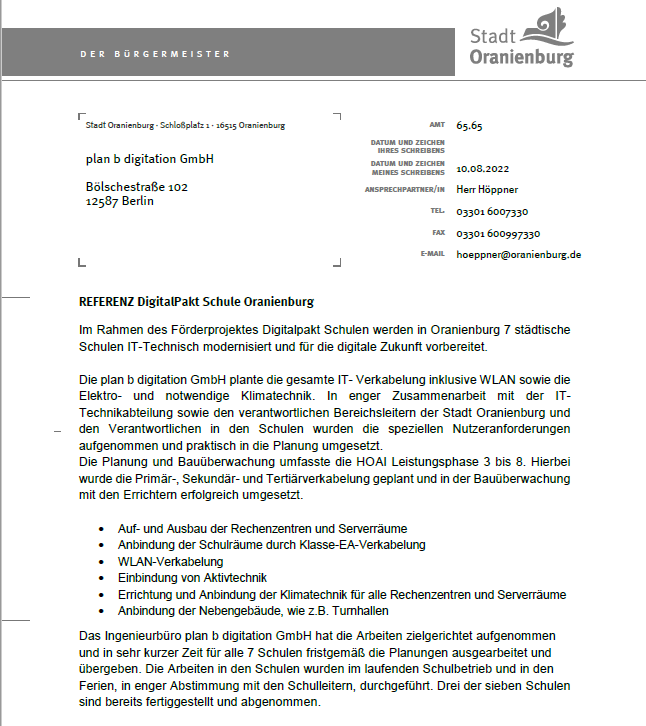 DER BÜRGERMEISTER
Stadt
Oranienburg
Stadt Oranienburg · Schloßplatz 1 · 16515 Oranienburg
plan b digitation GmbH
Bölschestraße 102
12587 Berlin
AMT 65.65
DATUM UND ZEICHEN
IHRES SCHREIBENS
DATUM UND ZEICHEN
MEINES SCHREIBENS 10.08.2022
ANSPRECHPARTNER/IN Herr Höppner
TEL. 03301 6007330
FAX 03301 600997330
E-MAIL hoeppner@oranienburg.de
REFERENZ DigitalPakt Schule Oranienburg
Im Rahmen des Förderprojektes Digitalpakt Schulen werden in Oranienburg 7 städtische
Schulen IT-Technisch modernisiert und für die digitale Zukunft vorbereitet.
Die plan b digitation GmbH plante die gesamte IT- Verkabelung inklusive WLAN sowie die
Elektro- und notwendige Klimatechnik. In enger Zusammenarbeit mit der IT-
Technikabteilung sowie den verantwortlichen Bereichsleitern der Stadt Oranienburg und
den Verantwortlichen in den Schulen wurden die speziellen Nutzeranforderungen
aufgenommen und praktisch in die Planung umgesetzt.
Die Planung und Bauüberwachung umfasste die HOAI Leistungsphase 3 bis 8. Hierbei
wurde die Primär-, Sekundär- und Tertiärverkabelung geplant und in der Bauüberwachung
mit den Errichtern erfolgreich umgesetzt.
• Auf- und Ausbau der Rechenzentren und Serverräume
• Anbindung der Schulräume durch Klasse-EA-Verkabelung
• WLAN-Verkabelung
• Einbindung von Aktivtechnik
• Errichtung und Anbindung der Klimatechnik für alle Rechenzentren und Serverräume
• Anbindung der Nebengebäude, wie z.B. Turnhallen
Das Ingenieurbüro plan b digitation GmbH hat die Arbeiten zielgerichtet aufgenommen
und in sehr kurzer Zeit für alle 7 Schulen fristgemäß die Planungen ausgearbeitet und
übergeben. Die Arbeiten in den Schulen wurden im laufenden Schulbetrieb und in den
Ferien, in enger Abstimmung mit den Schulleitern, durchgeführt. Drei der sieben Schulen
sind bereits fertiggestellt und abgenommen.